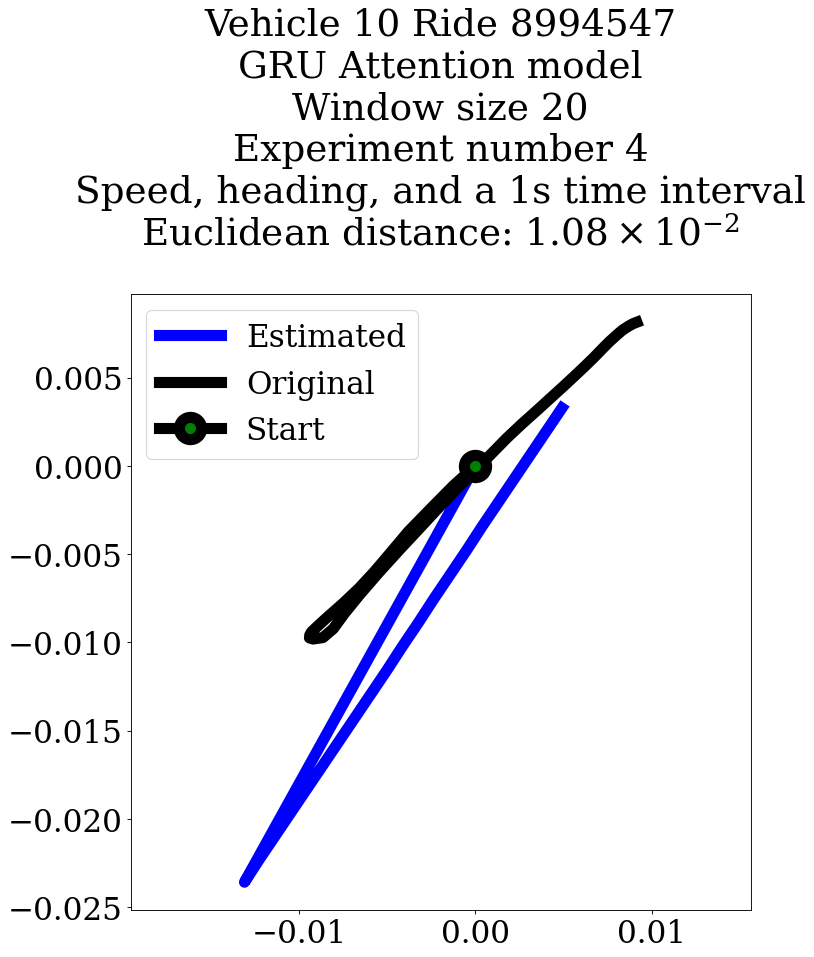 Vehicle 10 Ride 8994547
GRU Attention model
Window size 20
Experiment number 4
Speed, heading, and a 1s time interval
Euclidean distance: 1.08 × 10⁻²
Estimated
Original
Start
0.005
0.000
−0.005
−0.010
−0.015
−0.020
−0.025
−0.01 0.00 0.01